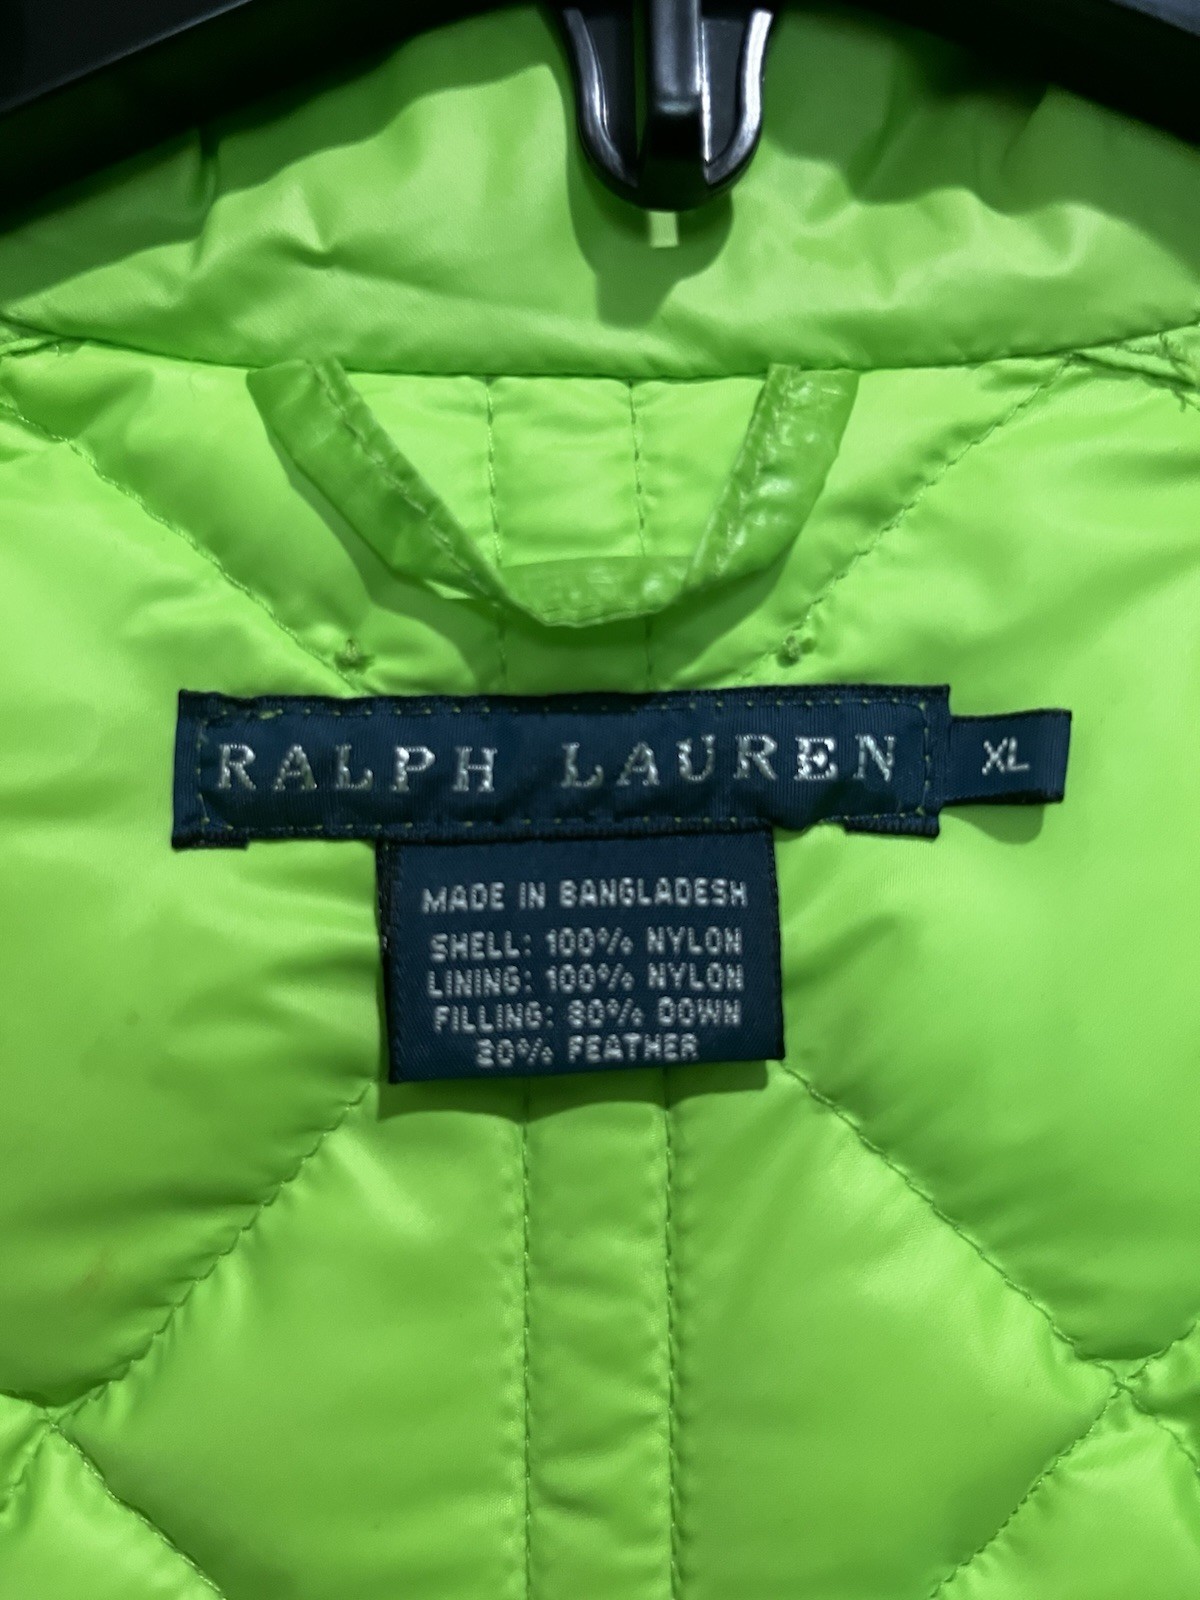 RALPH LAUREN
XL
MADE IN BANGLADESH
SHELL: 100% NYLON
LINING: 100% NYLON
FILLING: 80% DOWN
20% FEATHER